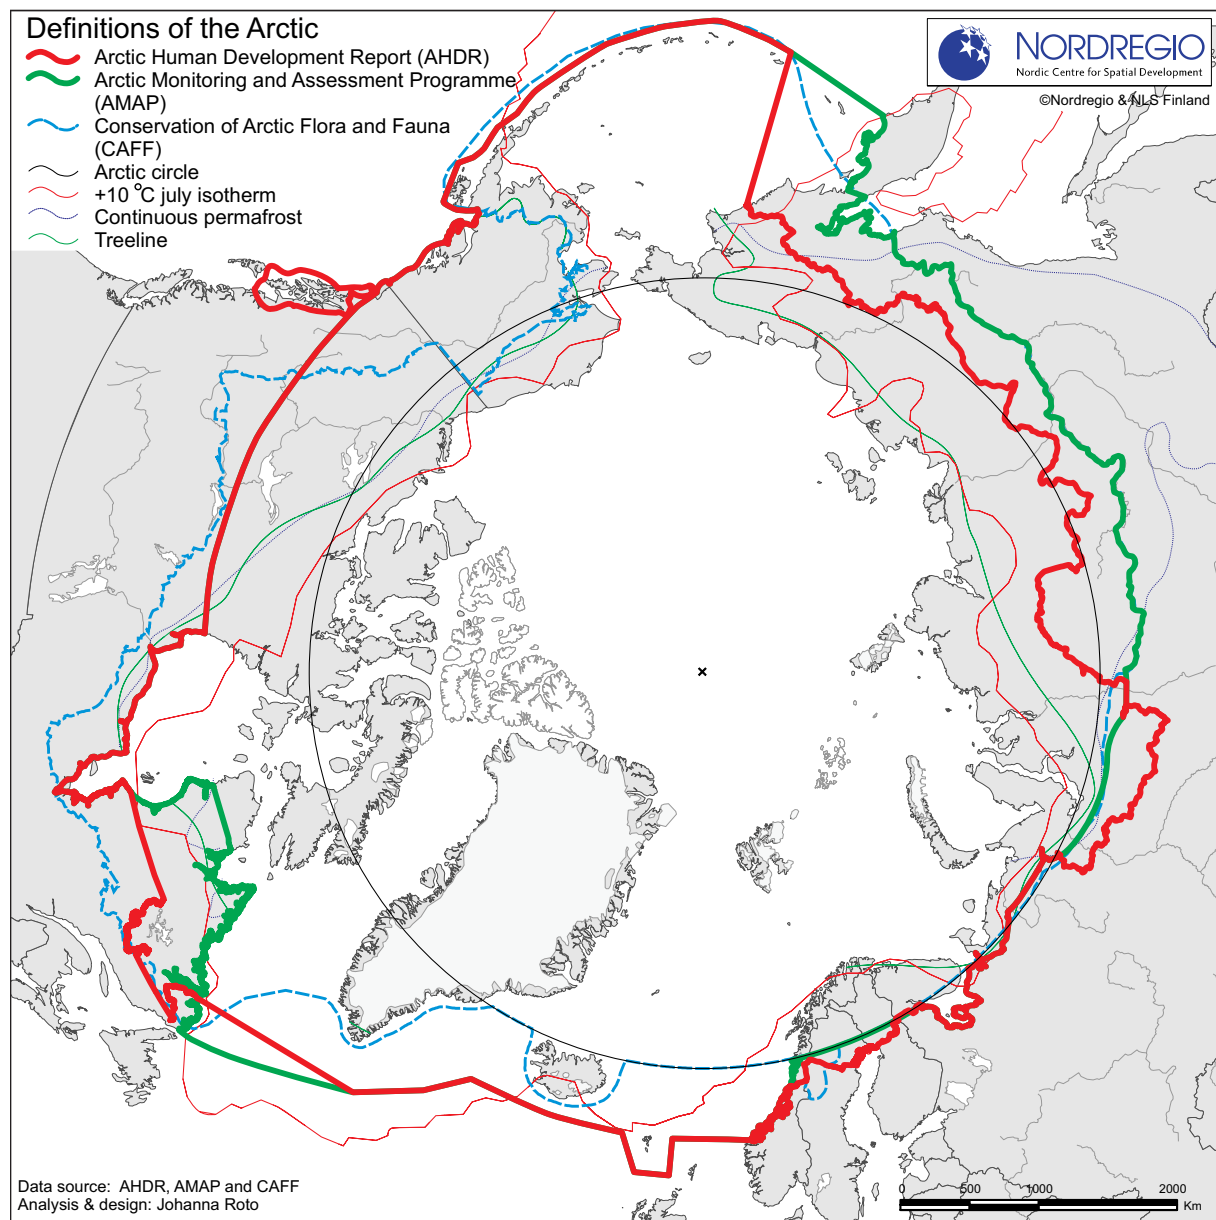 Definitions of the Arctic
Arctic Human Development Report (AHDR)
Arctic Monitoring and Assessment Programme
(AMAP)
Conservation of Arctic Flora and Fauna
(CAFF)
Arctic circle
+10 °C july isotherm
Continuous permafrost
Treeline
NORDREGIO
Nordic Centre for Spatial Development
©Nordregio & NLS Finland
Data source: AHDR, AMAP and CAFF
Analysis & design: Johanna Roto
0 500 1000 2000
Km